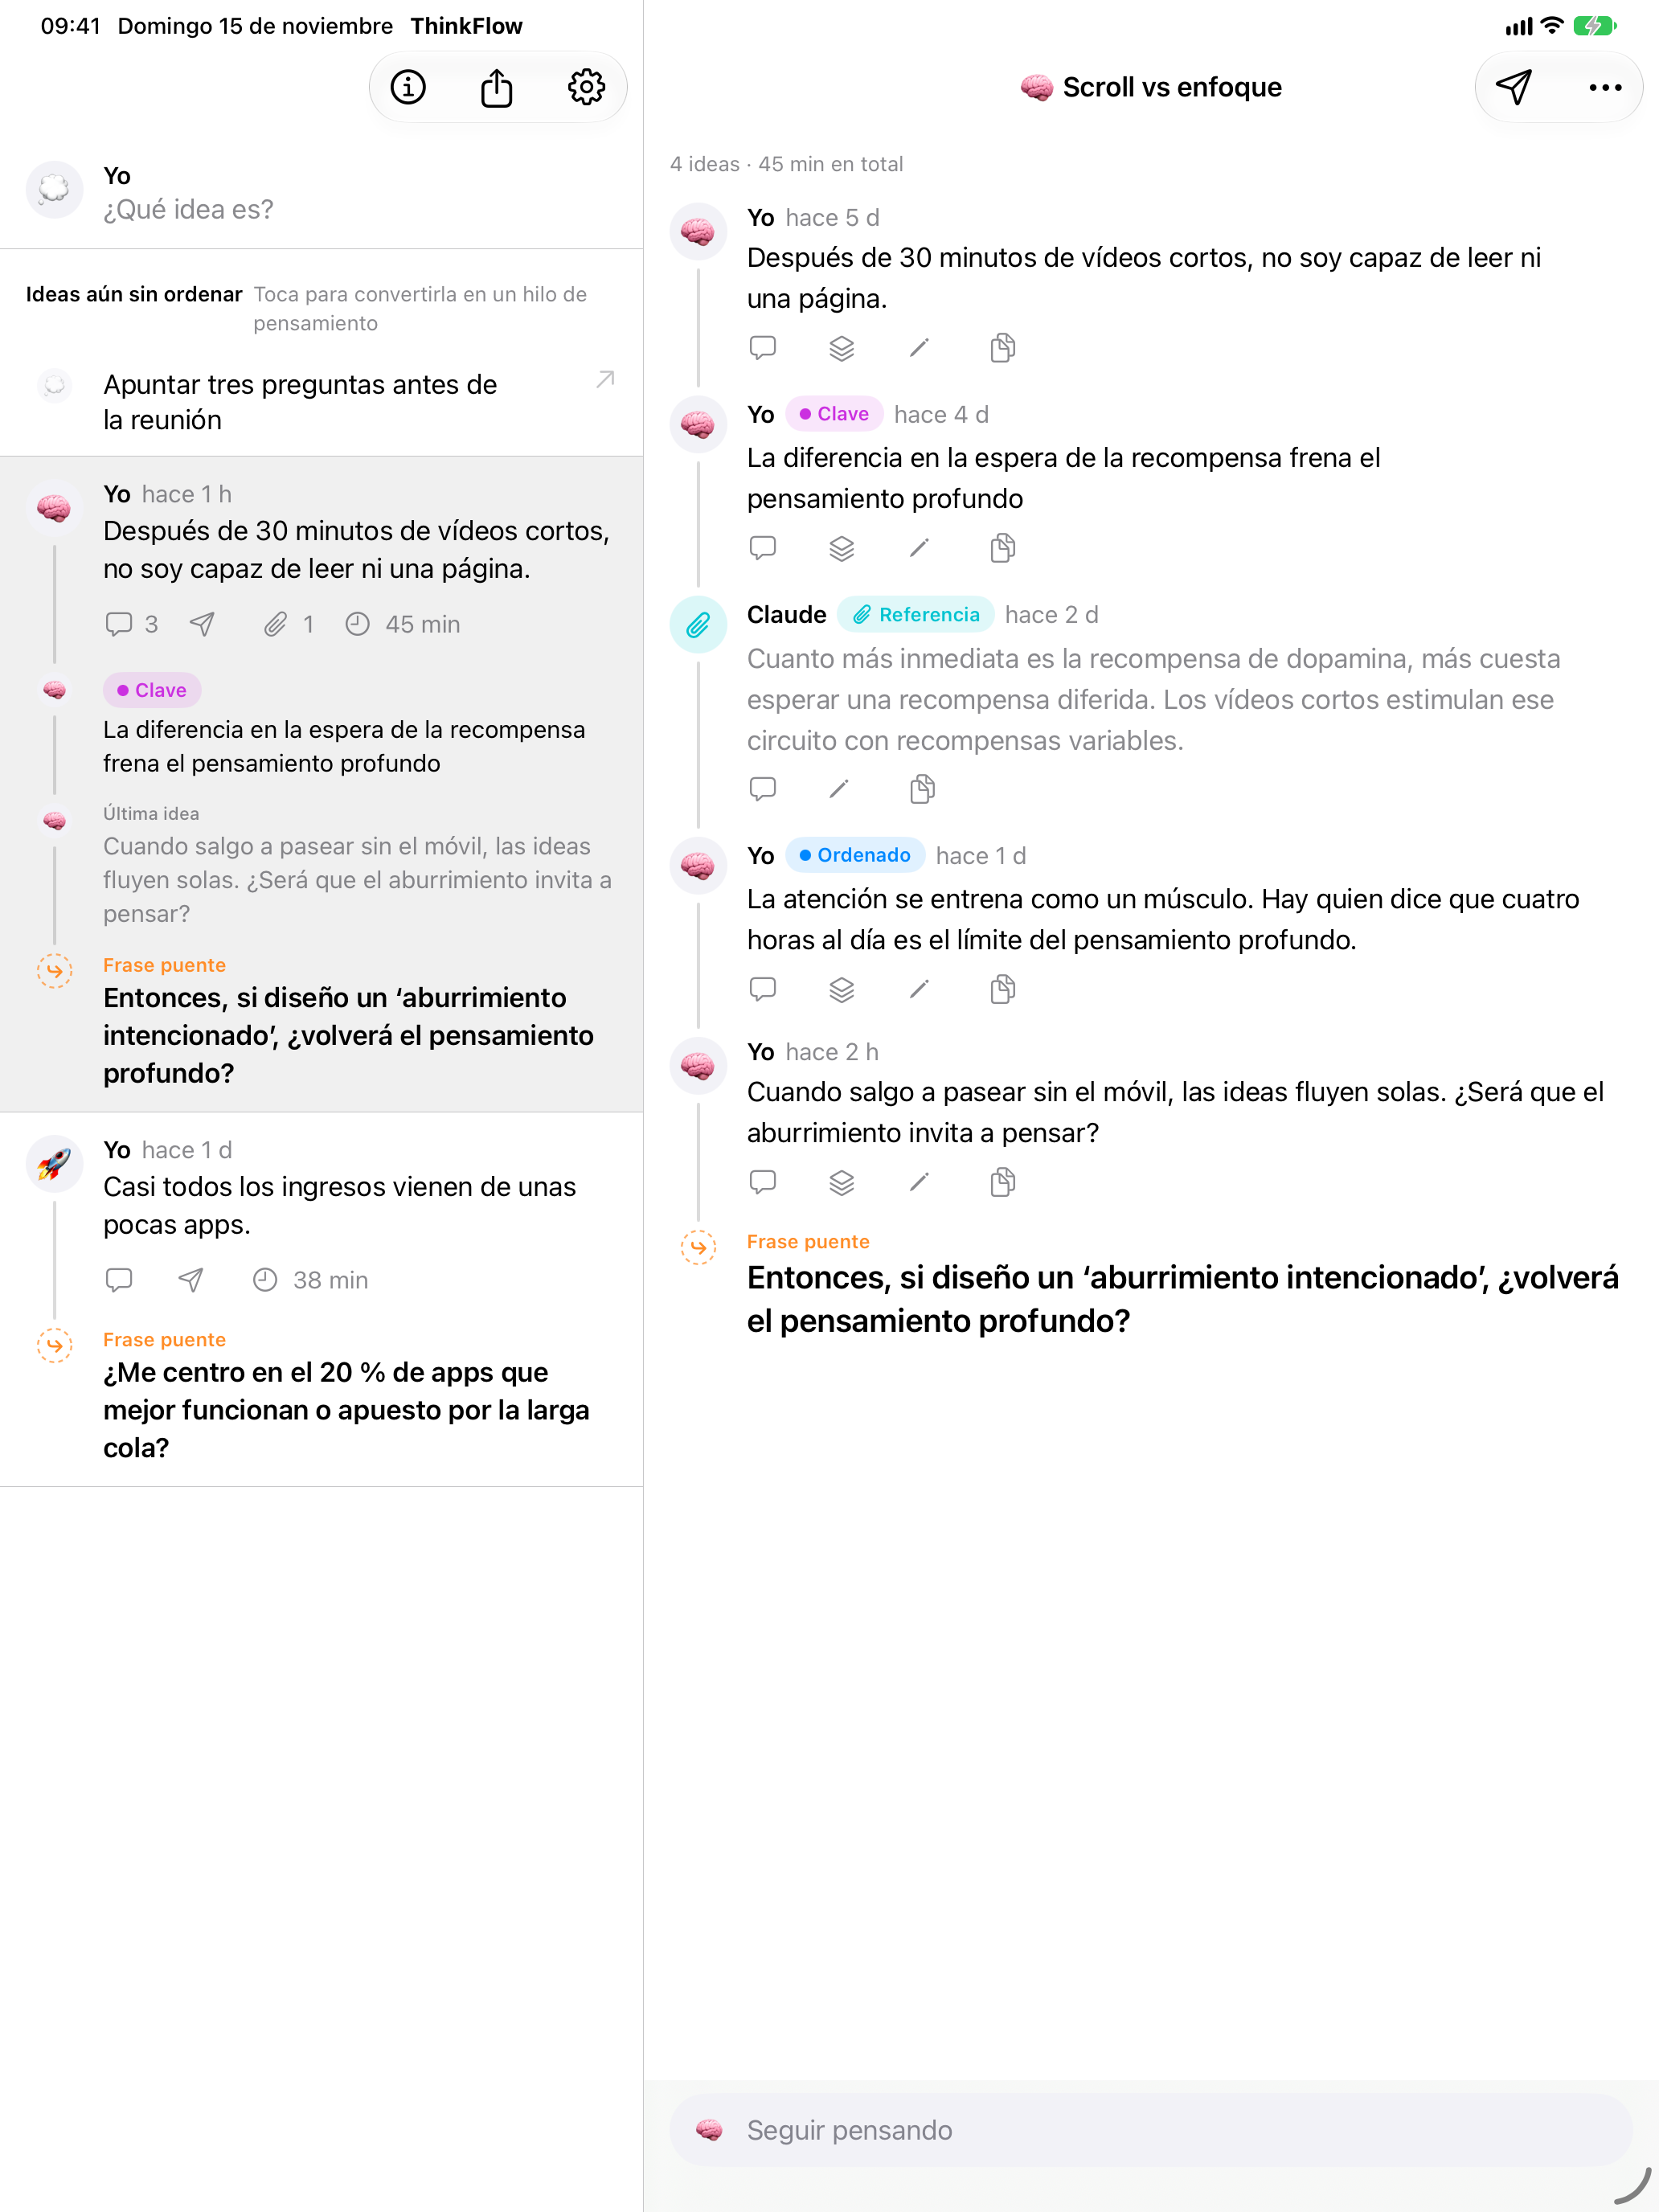 09:41 Domingo 15 de noviembre ThinkFlow
Yo
¿Qué idea es?
Ideas aún sin ordenar Toca para convertirla en un hilo de
pensamiento
Apuntar tres preguntas antes de
la reunión
Yo hace 1 h
Después de 30 minutos de vídeos cortos,
no soy capaz de leer ni una página.
3 1 45 min
Clave
La diferencia en la espera de la recompensa
frena el pensamiento profundo
Última idea
Cuando salgo a pasear sin el móvil, las ideas
fluyen solas. ¿Será que el aburrimiento invita a
pensar?
Frase puente
Entonces, si diseño un ‘aburrimiento
intencionado’, ¿volverá el pensamiento
profundo?
Yo hace 1 d
Casi todos los ingresos vienen de unas
pocas apps.
38 min
Frase puente
¿Me centro en el 20 % de apps que
mejor funcionan o apuesto por la larga
cola?
Scroll vs enfoque
4 ideas · 45 min en total
Yo hace 5 d
Después de 30 minutos de vídeos cortos, no soy capaz de leer ni
una página.
Yo Clave hace 4 d
La diferencia en la espera de la recompensa frena el
pensamiento profundo
Claude Referencia hace 2 d
Cuanto más inmediata es la recompensa de dopamina, más cuesta
esperar una recompensa diferida. Los vídeos cortos estimulan ese
circuito con recompensas variables.
Yo Ordenado hace 1 d
La atención se entrena como un músculo. Hay quien dice que cuatro
horas al día es el límite del pensamiento profundo.
Yo hace 2 h
Cuando salgo a pasear sin el móvil, las ideas fluyen solas. ¿Será que el
aburrimiento invita a pensar?
Frase puente
Entonces, si diseño un ‘aburrimiento intencionado’, ¿volverá
el pensamiento profundo?
Seguir pensando